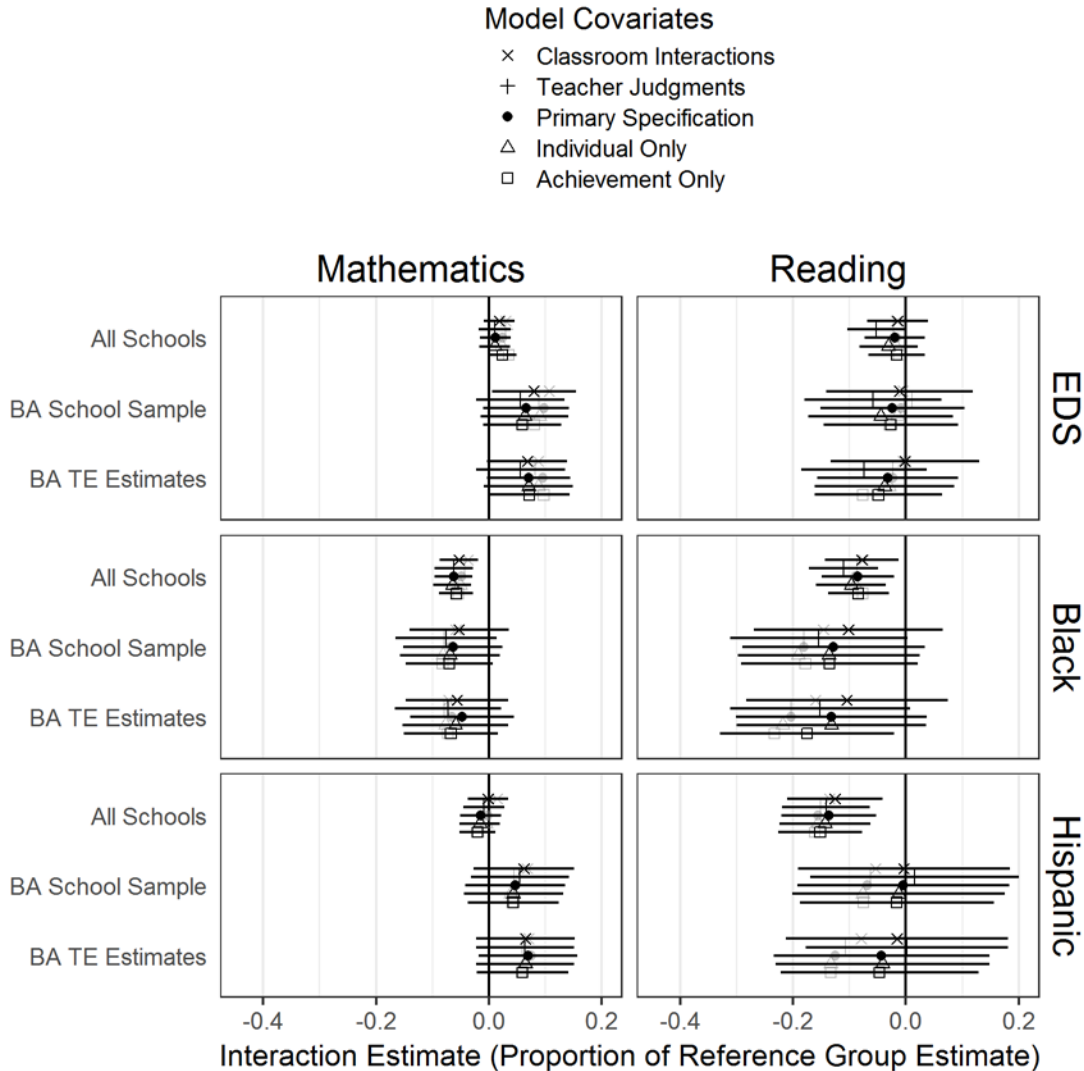 Model Covariates
Classroom Interactions
Teacher Judgments
Primary Specification
Individual Only
Achievement Only
Mathematics
Reading
All Schools
BA School Sample
BA TE Estimates
EDS
All Schools
BA School Sample
BA TE Estimates
Black
All Schools
BA School Sample
BA TE Estimates
Hispanic
-0.4 -0.2 0.0 0.2 -0.4 -0.2 0.0 0.2
Interaction Estimate (Proportion of Reference Group Estimate)